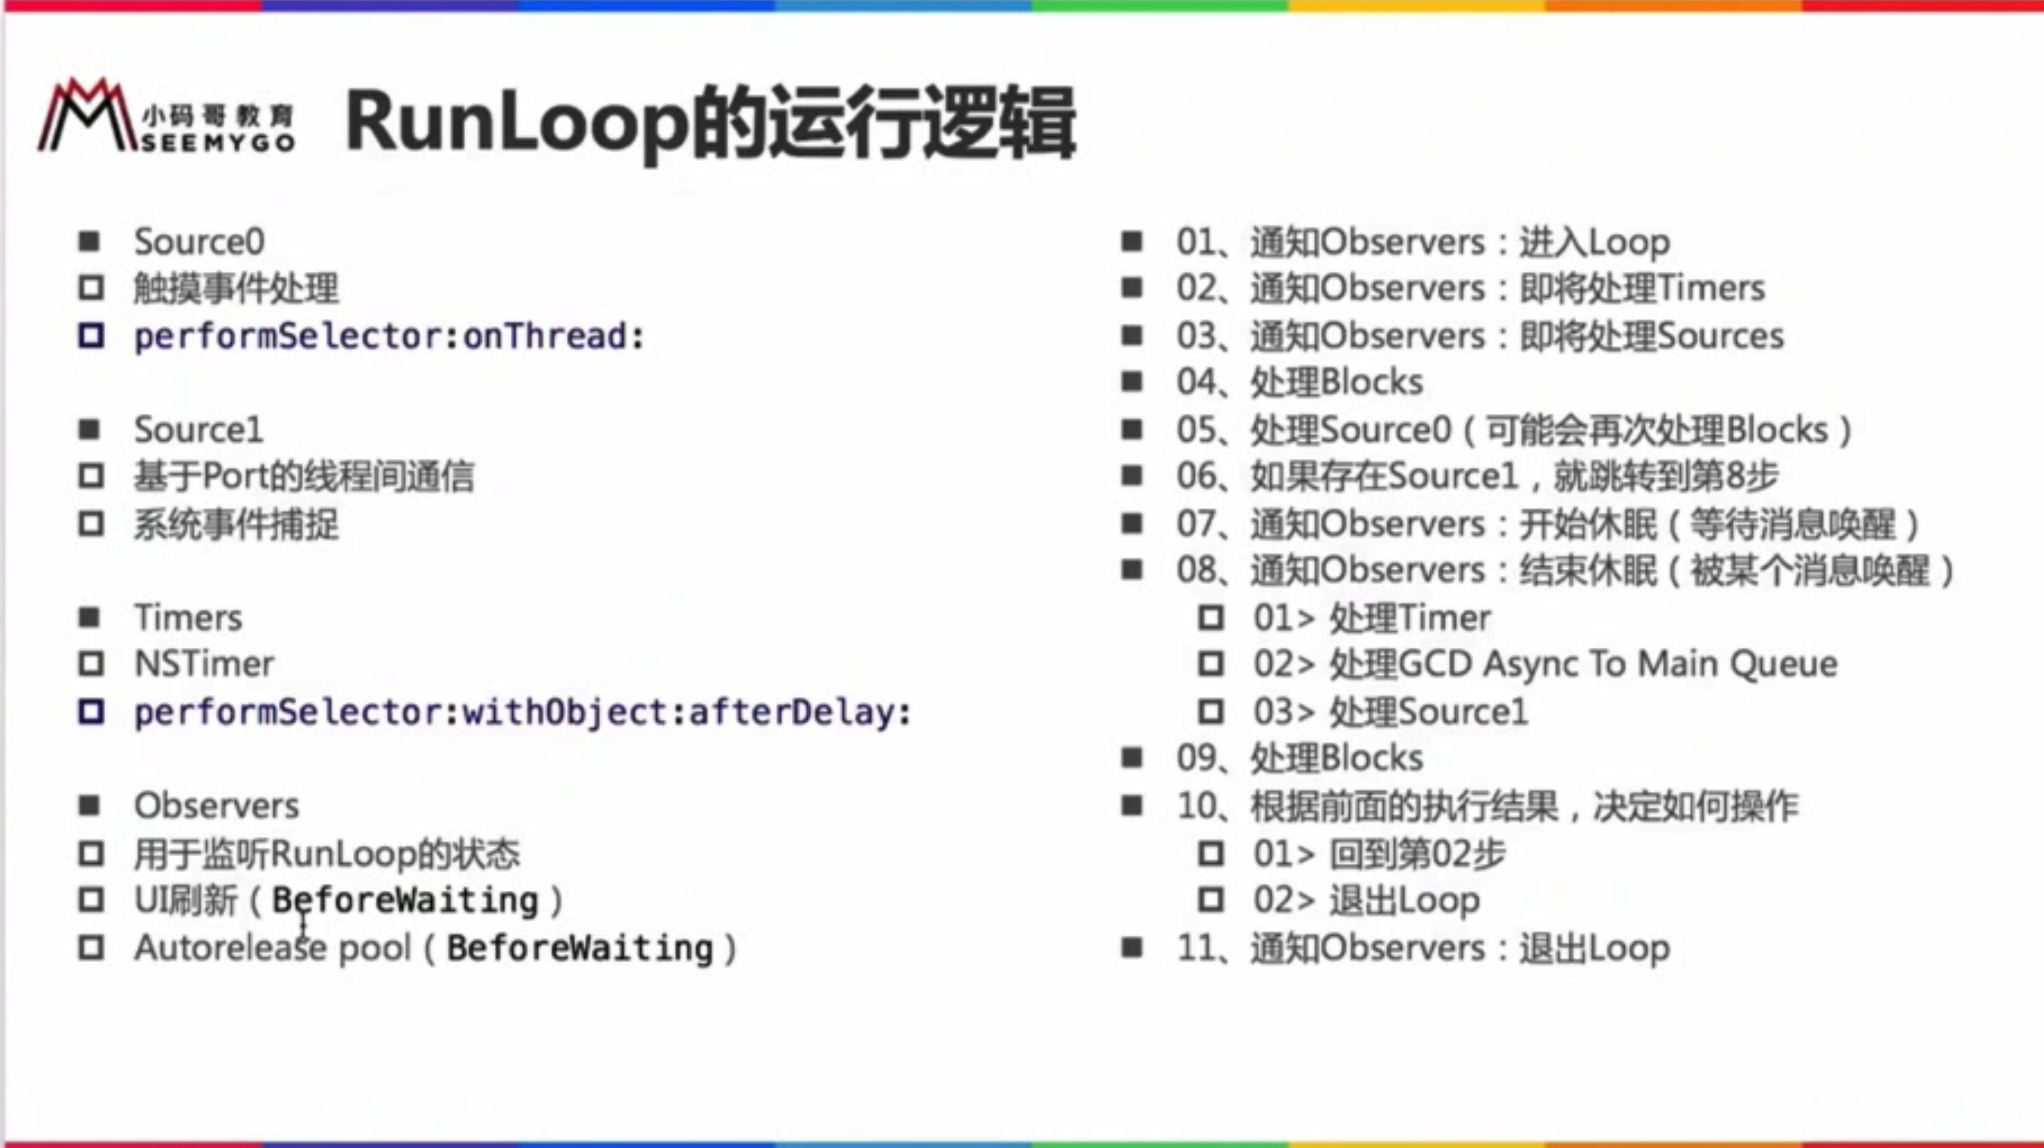 小码哥教育
SEEMYGO
RunLoop的运行逻辑
Source0
触摸事件处理
performSelector:onThread:
Source1
基于Port的线程间通信
系统事件捕捉
Timers
NSTimer
performSelector:withObject:afterDelay:
Observers
用于监听RunLoop的状态
UI刷新（BeforeWaiting）
Autorelease pool（BeforeWaiting）
01、通知Observers：进入Loop
02、通知Observers：即将处理Timers
03、通知Observers：即将处理Sources
04、处理Blocks
05、处理Source0（可能会再次处理Blocks）
06、如果存在Source1，就跳转到第8步
07、通知Observers：开始休眠（等待消息唤醒）
08、通知Observers：结束休眠（被某个消息唤醒）
01> 处理Timer
02> 处理GCD Async To Main Queue
03> 处理Source1
09、处理Blocks
10、根据前面的执行结果，决定如何操作
01> 回到第02步
02> 退出Loop
11、通知Observers：退出Loop